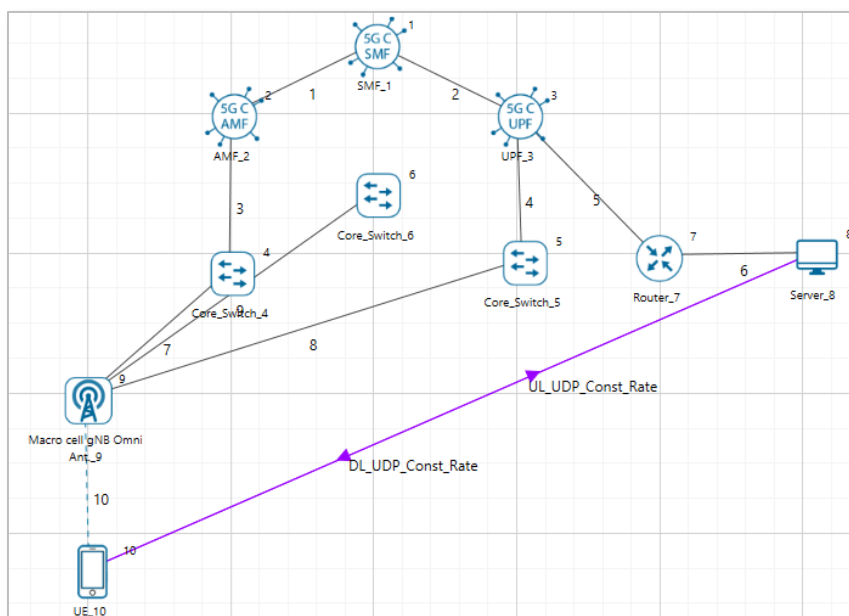 1
5G C
SMF
SMF_1
1
2
2
5G C
AMF
AMF_2
3
5G C
UPF
UPF_3
6
Core_Switch_6
3
4
5
4
Core_Switch_4
5
Core_Switch_5
7
Router_7
6
8
Server_8
9
7
8
9
Macro cell gNB Omni
Ant_9
UL_UDP_Const_Rate
DL_UDP_Const_Rate
10
10
UE_10